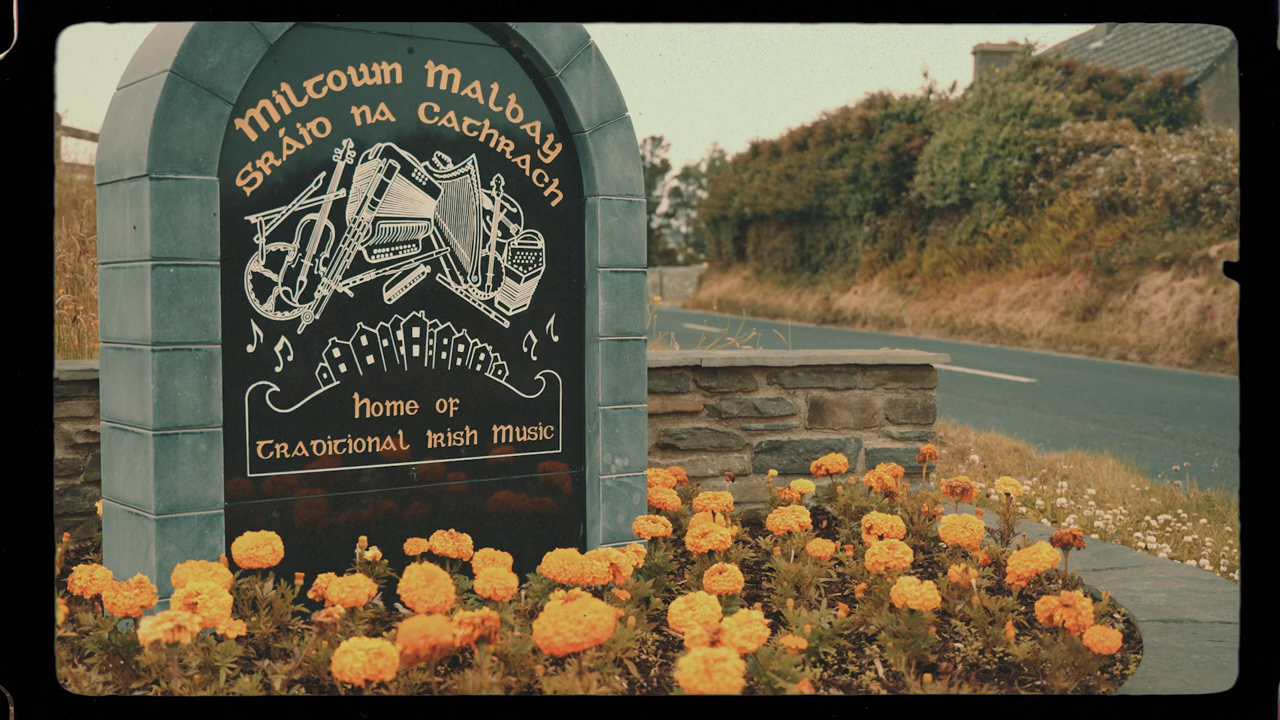 Miltown Malbay
Sráid na Cathrach
home of
Traditional Irish Music